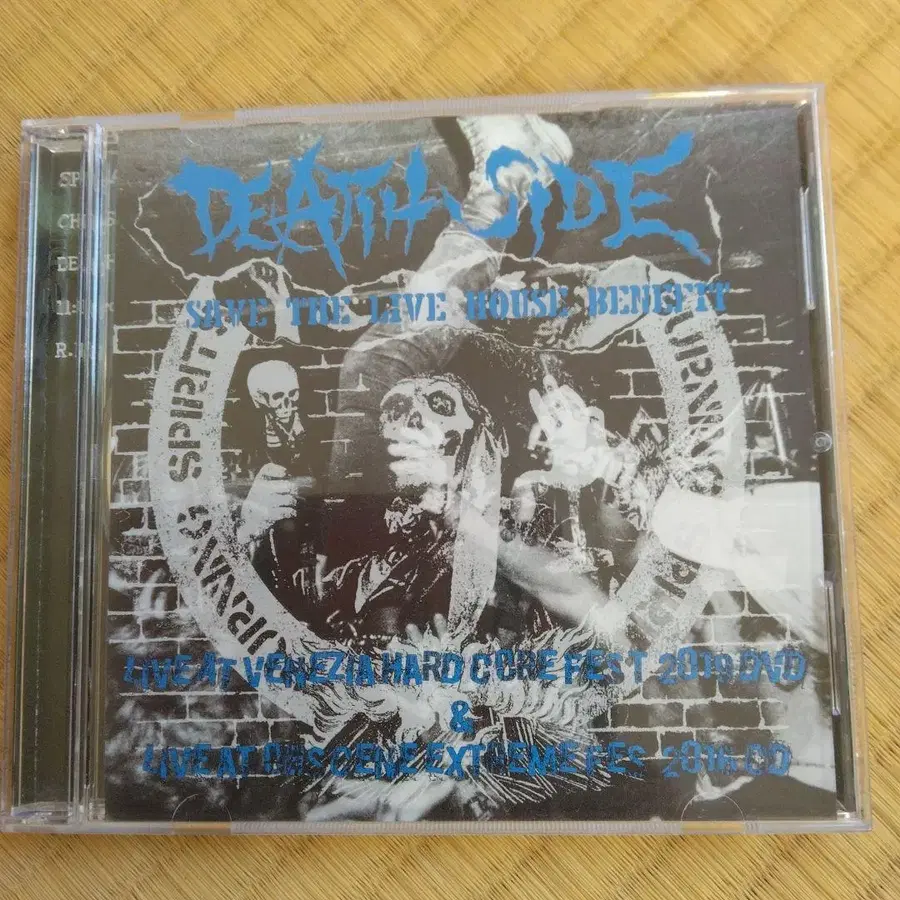 DEATH SIDE
SAVE THE LIVE HOUSE BENEFIT
SPIRIT
LIVE AT VENEZIA HARD CORE FEST 2019 DVD
&
LIVE AT OBSCENE EXTREME FES 2016 CD